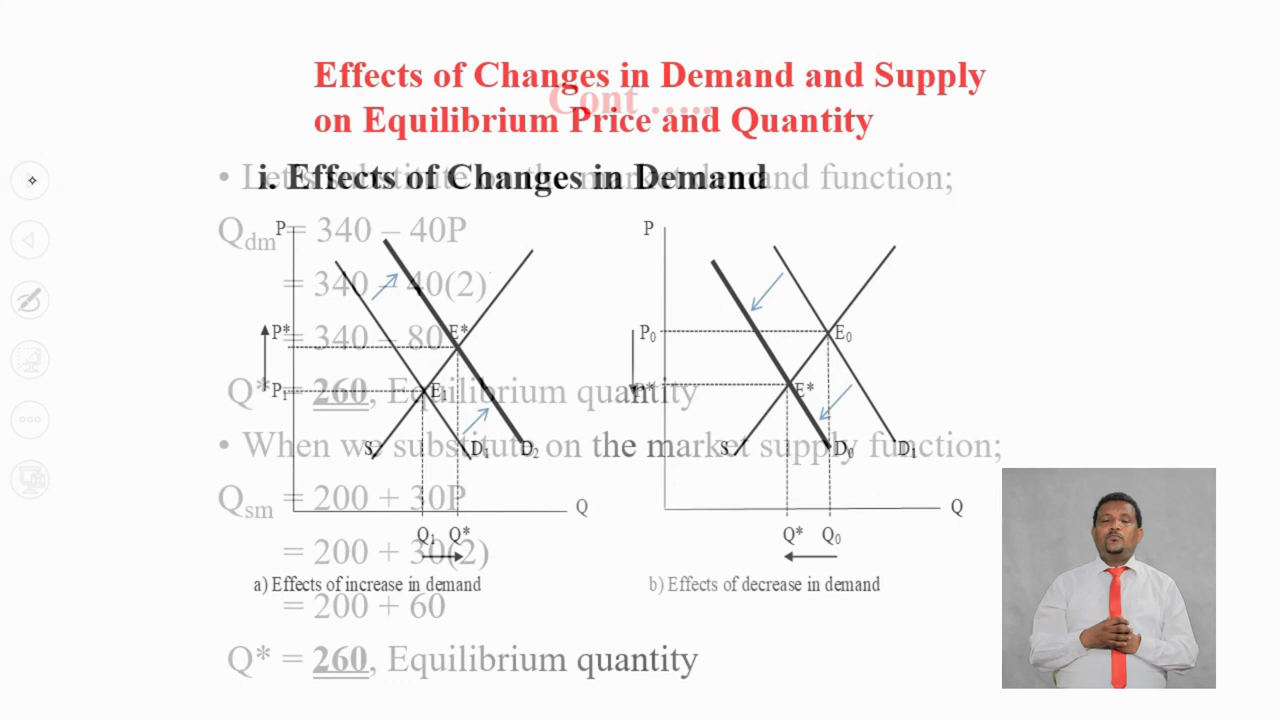 Effects of Changes in Demand and Supply
on Equilibrium Price and Quantity
Cont …..
i. Effects of Changes in Demand
• Let's substitute on the market demand function;
Qdm = 340 – 40P
= 340 – 40(2)
= 340 – 80
Q* = 260, Equilibrium quantity
• When we substitute on the market supply function;
Qsm = 200 + 30P
= 200 + 30(2)
= 200 + 60
Q* = 260, Equilibrium quantity
P
P*
P₁
E*
E₁
S
D₁
D₂
Q
Q₁ Q*
a) Effects of increase in demand
P
P₀
P*
E₀
E*
S
D₀
D₁
Q
Q* Q₀
b) Effects of decrease in demand